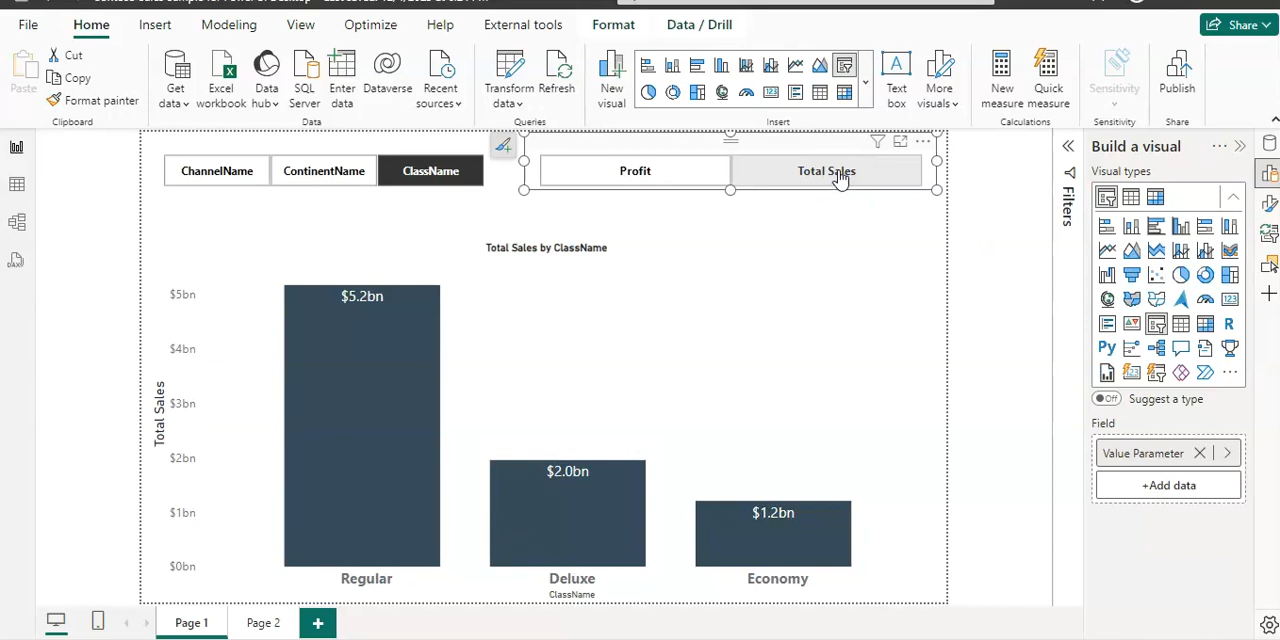 File Home Insert Modeling View Optimize Help External tools Format Data / Drill Share
Cut
Copy
Format painter
Paste
Get data
Excel workbook
Data hub
SQL Server
Enter data
Dataverse
Recent sources
Transform data
Refresh
New visual
Text box
More visuals
New measure
Quick measure
Sensitivity
Publish
Clipboard Data Queries Insert Calculations Sensitivity Share
ChannelName ContinentName ClassName
Profit Total Sales
Total Sales by ClassName
Total Sales
$5bn
$4bn
$3bn
$2bn
$1bn
$0bn
$5.2bn
$2.0bn
$1.2bn
Regular Deluxe Economy
ClassName
Filters
Build a visual
Visual types
R
Py
Off Suggest a type
Field
Value Parameter
+Add data
Page 1 Page 2